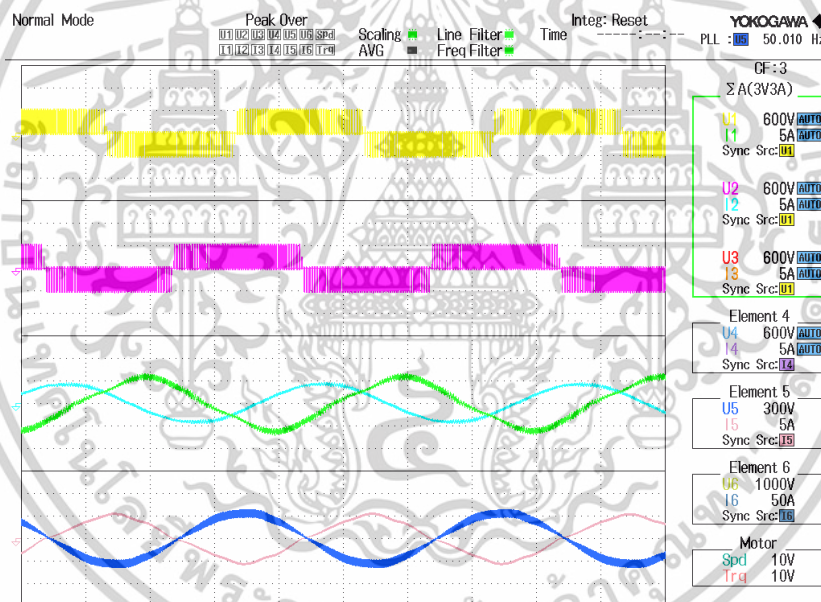 Normal Mode
Peak Over
U1 U2 U3 U4 U5 U6 Spd
I1 I2 I3 I4 I5 I6 Trq
Scaling
AVG
Line Filter
Freq Filter
Integ: Reset
Time --:--:--
YOKOGAWA
PLL : U5 50.010 Hz
CF:3
ΣA(3V3A)
U1 600V AUTO
I1 5A AUTO
Sync Src: U1
U2 600V AUTO
I2 5A AUTO
Sync Src: U1
U3 600V AUTO
I3 5A AUTO
Sync Src: U1
Element 4
U4 600V AUTO
I4 5A AUTO
Sync Src: I4
Element 5
U5 300V
I5 5A
Sync Src: I5
Element 6
U6 1000V
I6 50A
Sync Src: I6
Motor
Spd 10V
Trq 10V